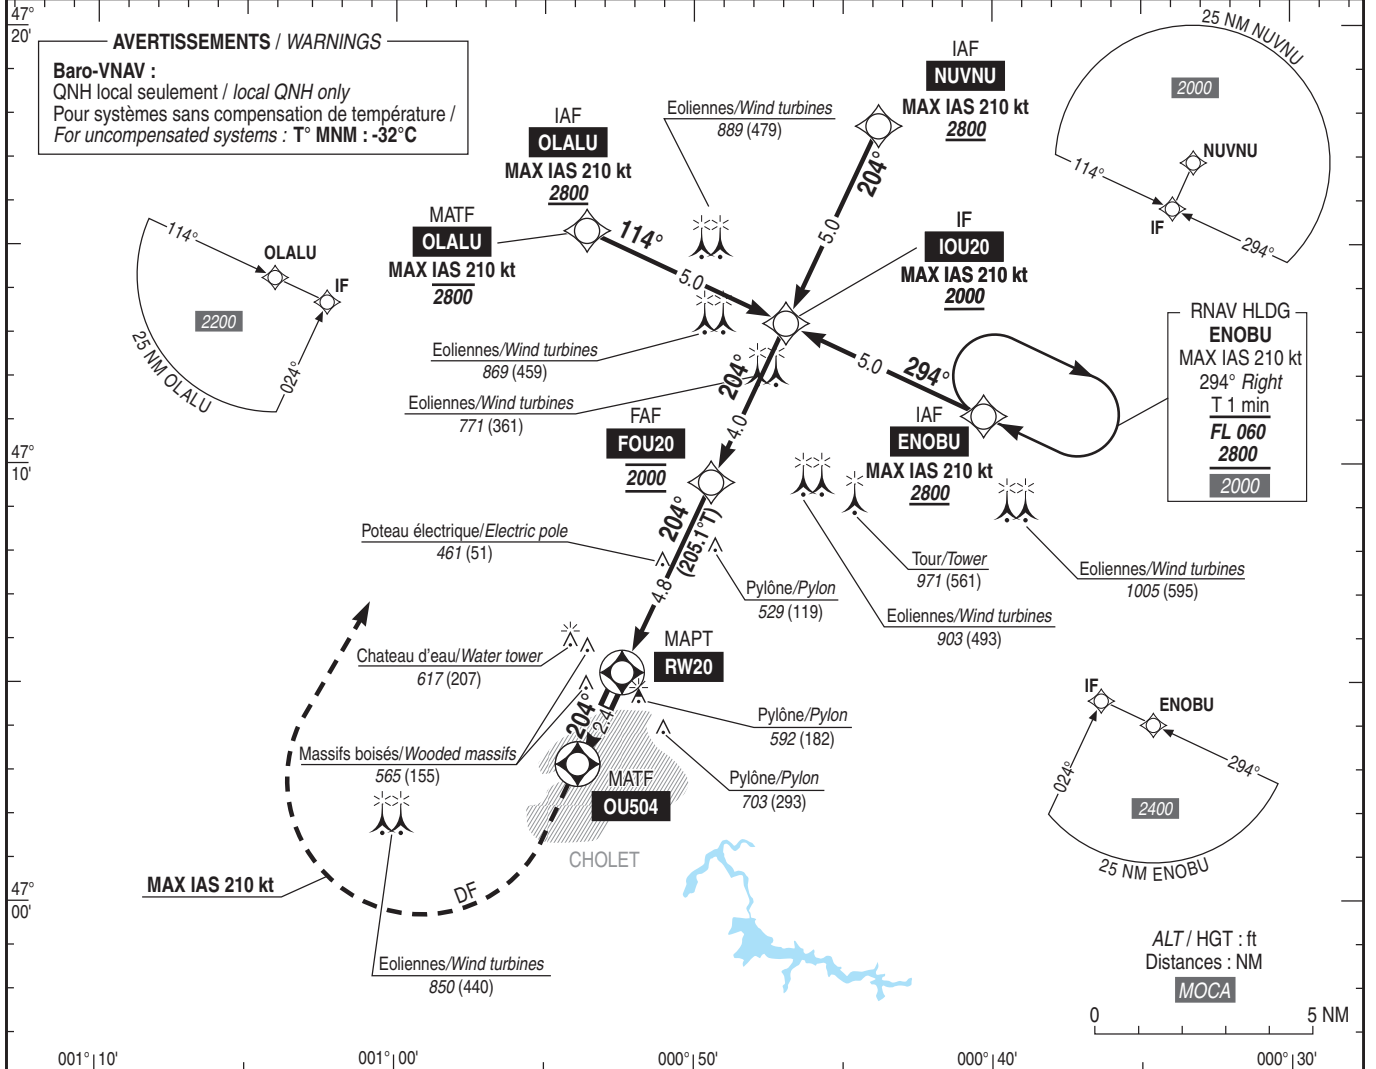 47°
20'
AVERTISSEMENTS / WARNINGS
Baro-VNAV :
QNH local seulement / local QNH only
Pour systèmes sans compensation de température /
For uncompensated systems : T° MNM : -32°C
IAF
OLALU
MAX IAS 210 kt
2800
MATF
OLALU
MAX IAS 210 kt
2800
Eoliennes/Wind turbines
889 (479)
IAF
NUVNU
MAX IAS 210 kt
2800
25 NM NUVNU
2000
NUVNU
114°
IF
294°
204°
5.0
114°
5.0
IF
IOU20
MAX IAS 210 kt
2000
114°
OLALU
IF
2200
024°
25 NM OLALU
Eoliennes/Wind turbines
869 (459)
Eoliennes/Wind turbines
771 (361)
204°
4.0
5.0
294°
RNAV HLDG
ENOBU
MAX IAS 210 kt
294° Right
T 1 min
FL 060
2800
2000
FAF
FOU20
2000
IAF
ENOBU
MAX IAS 210 kt
2800
47°
10'
204°
(205.1°T)
4.8
Poteau électrique/Electric pole
461 (51)
Pylône/Pylon
529 (119)
Tour/Tower
971 (561)
Eoliennes/Wind turbines
1005 (595)
Eoliennes/Wind turbines
903 (493)
MAPT
RW20
Chateau d'eau/Water tower
617 (207)
204°
2.4
Pylône/Pylon
592 (182)
Massifs boisés/Wooded massifs
565 (155)
Pylône/Pylon
703 (293)
MATF
OU504
CHOLET
IF
ENOBU
024°
294°
2400
25 NM ENOBU
MAX IAS 210 kt
DF
47°
00'
Eoliennes/Wind turbines
850 (440)
ALT / HGT : ft
Distances : NM
MOCA
0 5 NM
001°10' 001°00' 000°50' 000°40' 000°30'